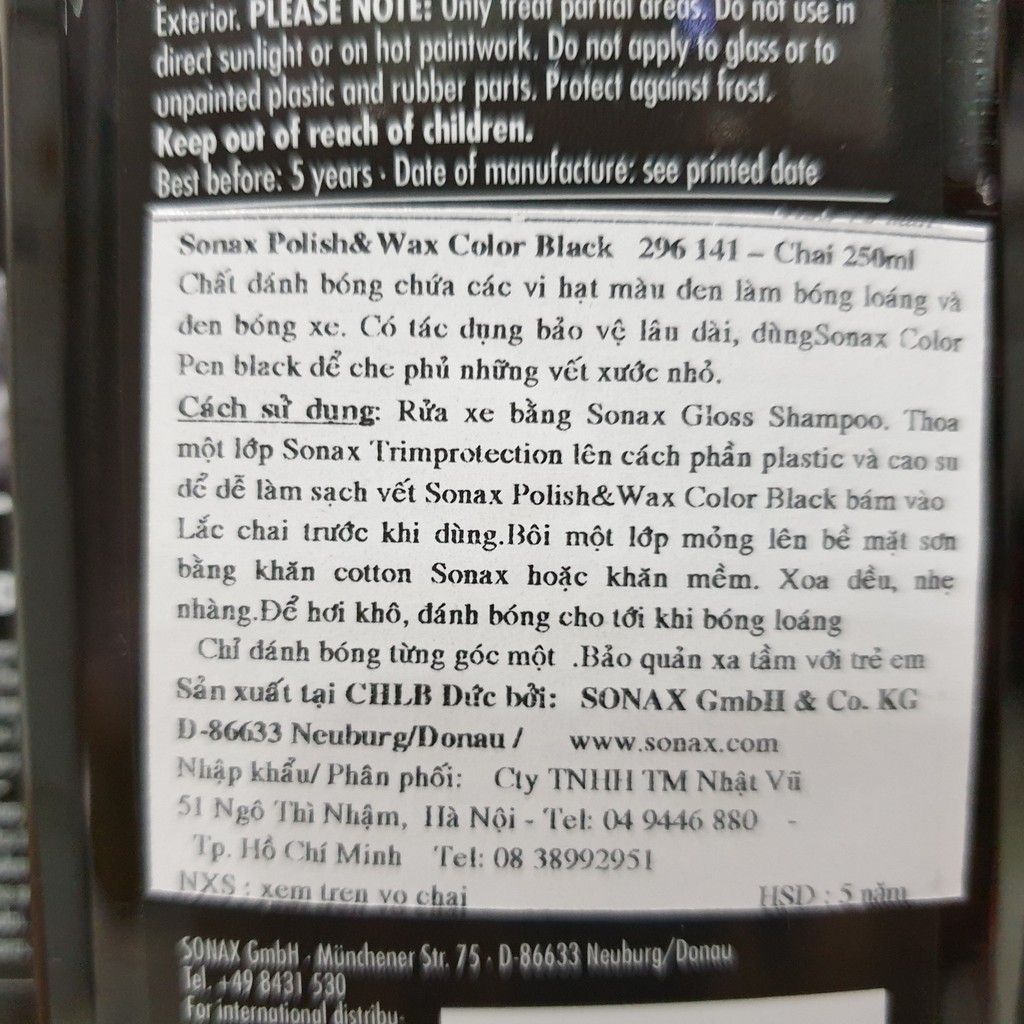 Exterior. PLEASE NOTE: Only treat partial areas. Do not use in
direct sunlight or on hot paintwork. Do not apply to glass or to
unpainted plastic and rubber parts. Protect against frost.
Keep out of reach of children.
Best before: 5 years · Date of manufacture: see printed date
Sonax Polish&Wax Color Black 296 141 – Chai 250ml
Chất đánh bóng chứa các vi hạt màu đen làm bóng loáng và
đen bóng xe. Có tác dụng bảo vệ lâu dài, dùngSonax Color
Pen black để che phủ những vết xước nhỏ.
Cách sử dụng: Rửa xe bằng Sonax Gloss Shampoo. Thoa
một lớp Sonax Trimprotection lên cách phần plastic và cao su
để dễ làm sạch vết Sonax Polish&Wax Color Black bám vào
Lắc chai trước khi dùng.Bôi một lớp mỏng lên bề mặt sơn
bằng khăn cotton Sonax hoặc khăn mềm. Xoa đều, nhẹ
nhàng.Để hơi khô, đánh bóng cho tới khi bóng loáng
Chỉ đánh bóng từng góc một .Bảo quản xa tầm với trẻ em
Sản xuất tại CHLB Đức bởi: SONAX GmbH & Co. KG
D-86633 Neuburg/Donau / www.sonax.com
Nhập khẩu/ Phân phối: Cty TNHH TM Nhật Vũ
51 Ngô Thì Nhậm, Hà Nội - Tel: 04 9446 880 -
Tp. Hồ Chí Minh Tel: 08 38992951
NXS : xem tren vo chai HSD : 5 năm
SONAX GmbH · Münchener Str. 75 · D-86633 Neuburg/Donau
Tel. +49 8431 530
For international distribu-